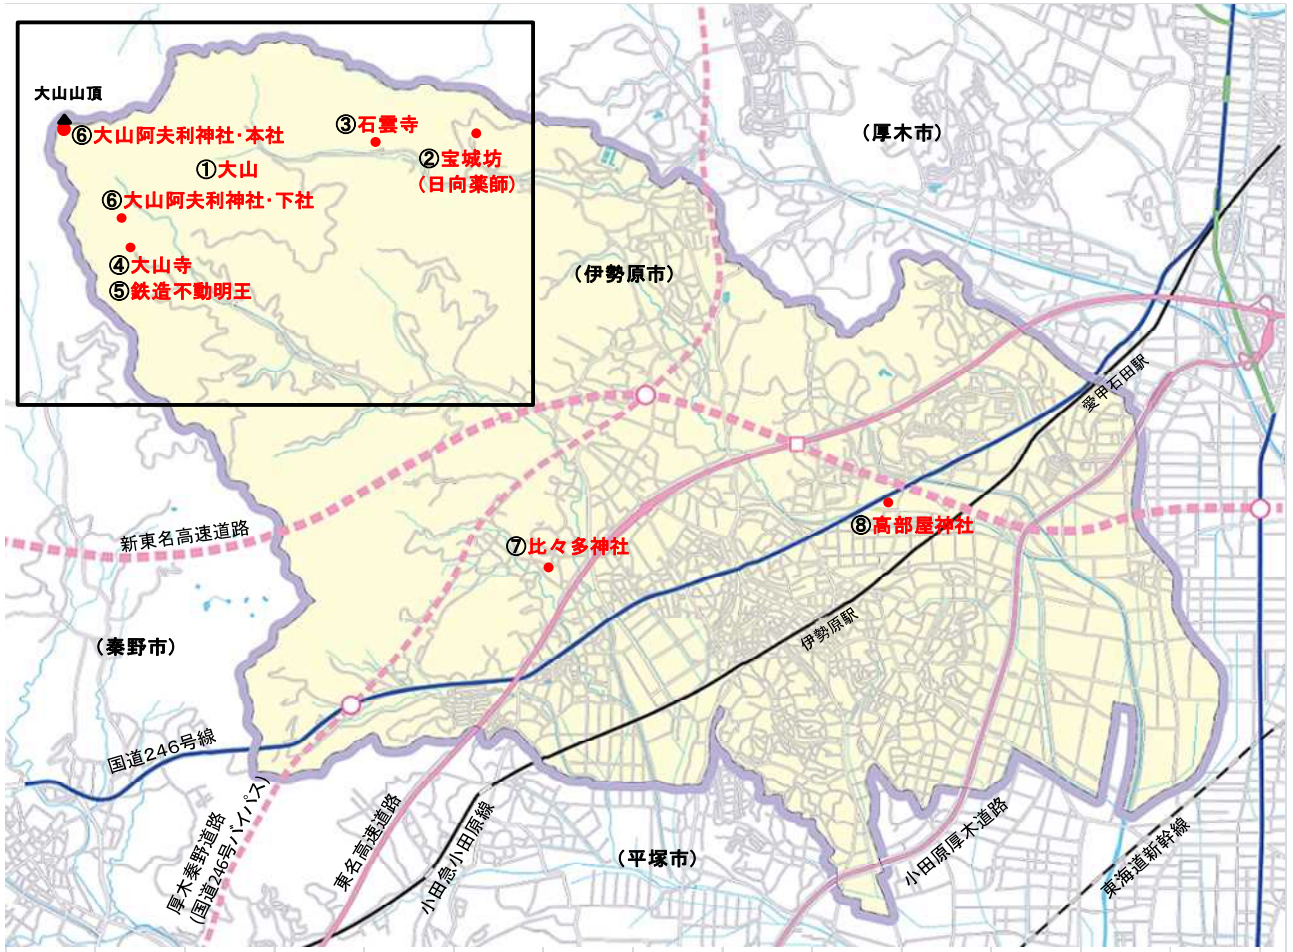 大山山頂
⑥大山阿夫利神社・本社
①大山
③石雲寺
②宝城坊
(日向薬師)
⑥大山阿夫利神社・下社
④大山寺
⑤鉄造不動明王
(厚木市)
(伊勢原市)
愛甲石田駅
新東名高速道路
⑦比々多神社
⑧高部屋神社
伊勢原駅
(秦野市)
国道246号線
厚木秦野道路
(国道246号バイパス)
東名高速道路
小田急小田原線
(平塚市)
小田原厚木道路
東海道新幹線